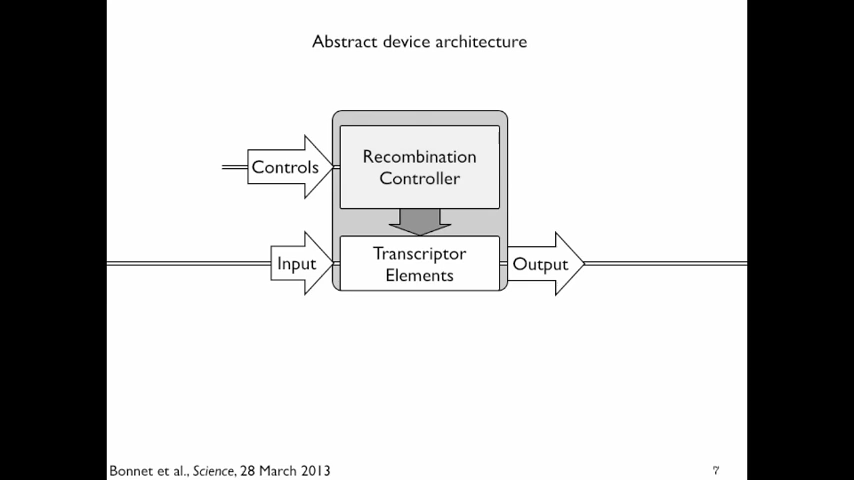 Abstract device architecture
Controls
Recombination
Controller
Input
Transcriptor
Elements
Output
Bonnet et al., Science, 28 March 2013
7